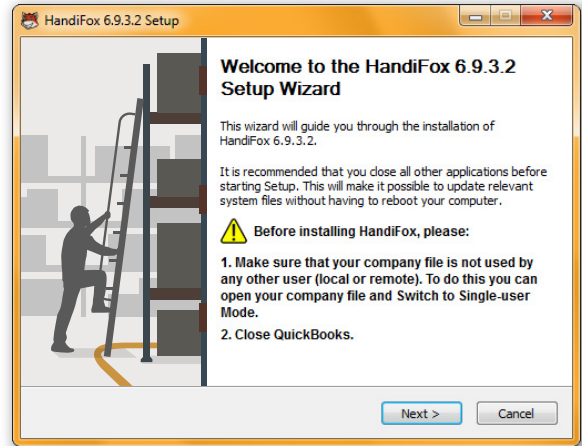 HandiFox 6.9.3.2 Setup
Welcome to the HandiFox 6.9.3.2
Setup Wizard
This wizard will guide you through the installation of
HandiFox 6.9.3.2.
It is recommended that you close all other applications before
starting Setup. This will make it possible to update relevant
system files without having to reboot your computer.
Before installing HandiFox, please:
1. Make sure that your company file is not used by
any other user (local or remote). To do this you can
open your company file and Switch to Single-user
Mode.
2. Close QuickBooks.
Next >
Cancel